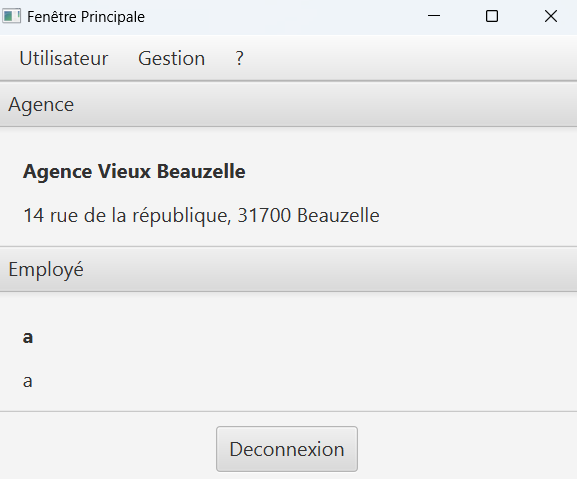 Fenêtre Principale
Utilisateur Gestion ?
Agence
Agence Vieux Beauzelle
14 rue de la république, 31700 Beauzelle
Employé
a
a
Deconnexion